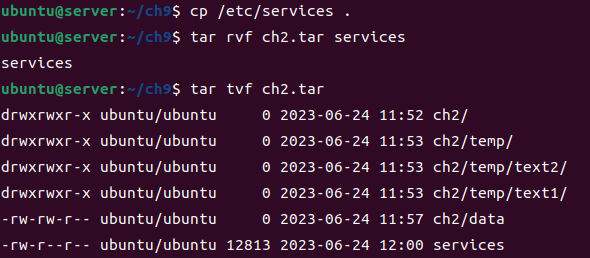 ubuntu@server:~/ch9$ cp /etc/services .
ubuntu@server:~/ch9$ tar rvf ch2.tar services
services
ubuntu@server:~/ch9$ tar tvf ch2.tar
drwxrwxr-x ubuntu/ubuntu     0 2023-06-24 11:52 ch2/
drwxrwxr-x ubuntu/ubuntu     0 2023-06-24 11:53 ch2/temp/
drwxrwxr-x ubuntu/ubuntu     0 2023-06-24 11:53 ch2/temp/text2/
drwxrwxr-x ubuntu/ubuntu     0 2023-06-24 11:53 ch2/temp/text1/
-rw-rw-r-- ubuntu/ubuntu     0 2023-06-24 11:57 ch2/data
-rw-r--r-- ubuntu/ubuntu 12813 2023-06-24 12:00 services